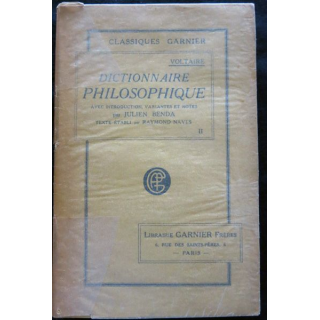 CLASSIQUES GARNIER
VOLTAIRE
DICTIONNAIRE
PHILOSOPHIQUE
AVEC INTRODUCTION, VARIANTES ET NOTES
PAR JULIEN BENDA
TEXTE ÉTABLI PAR RAYMOND NAVES
II
LIBRAIRIE GARNIER FRÈRES
6, RUE DES SAINTS-PÈRES, 6
— PARIS —